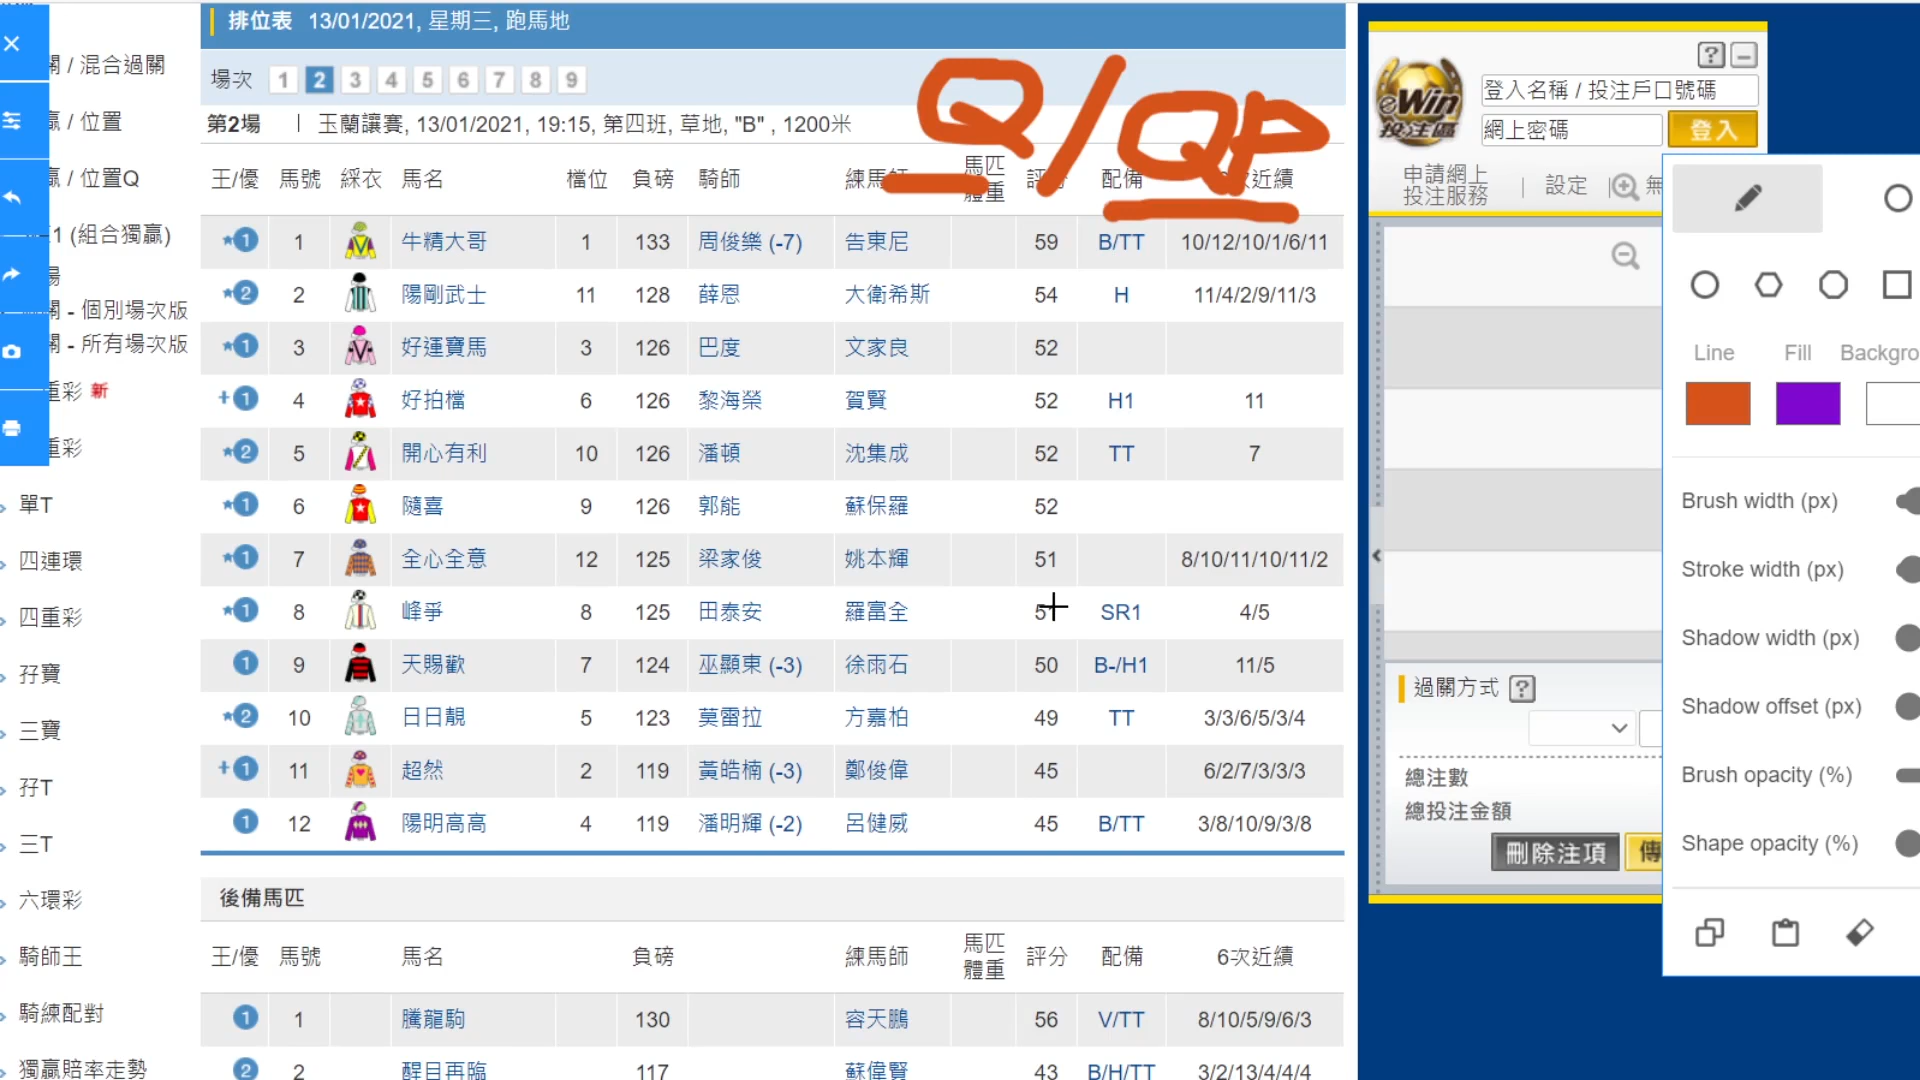 排位表 13/01/2021, 星期三, 跑馬地
場次 1 2 3 4 5 6 7 8 9
第2場 | 玉蘭讓賽, 13/01/2021, 19:15, 第四班, 草地, "B" , 1200米
Q/QP
王/優 馬號 綵衣 馬名 檔位 負磅 騎師 練馬師 馬匹體重 評分 配備 6次近績
★1 1 牛精大哥 1 133 周俊樂 (-7) 告東尼 59 B/TT 10/12/10/1/6/11
★2 2 陽剛武士 11 128 薛恩 大衛希斯 54 H 11/4/2/9/11/3
★1 3 好運寶馬 3 126 巴度 文家良 52
+1 4 好拍檔 6 126 黎海榮 賀賢 52 H1 11
★2 5 開心有利 10 126 潘頓 沈集成 52 TT 7
★1 6 隨喜 9 126 郭能 蘇保羅 52
★1 7 全心全意 12 125 梁家俊 姚本輝 51 8/10/11/10/11/2
★1 8 峰爭 8 125 田泰安 羅富全 SR1 4/5
1 9 天賜歡 7 124 巫顯東 (-3) 徐雨石 50 B-/H1 11/5
★2 10 日日靚 5 123 莫雷拉 方嘉柏 49 TT 3/3/6/5/3/4
+1 11 超然 2 119 黃皓楠 (-3) 鄭俊偉 45 6/2/7/3/3/3
1 12 陽明高高 4 119 潘明輝 (-2) 呂健威 45 B/TT 3/8/10/9/3/8
後備馬匹
王/優 馬號 馬名 負磅 練馬師 馬匹體重 評分 配備 6次近績
1 1 騰龍駒 130 容天鵬 56 V/TT 8/10/5/9/6/3
2 2 醒目再臨 117 蘇偉賢 43 B/H/TT 3/2/13/4/4/4
/ 混合過關
/ 位置
/ 位置Q
1 (組合獨贏)
- 個別場次版
- 所有場次版
重彩 新
重彩
單T
四連環
四重彩
孖寶
三寶
孖T
三T
六環彩
騎師王
騎練配對
獨贏賠率走勢
eWin
投注區
? –
登入名稱 / 投注戶口號碼
網上密碼
登入
申請網上
投注服務 | 設定 |
過關方式 ?
總注數
總投注金額
刪除注項 傳
Line Fill Backgro
Brush width (px)
Stroke width (px)
Shadow width (px)
Shadow offset (px)
Brush opacity (%)
Shape opacity (%)